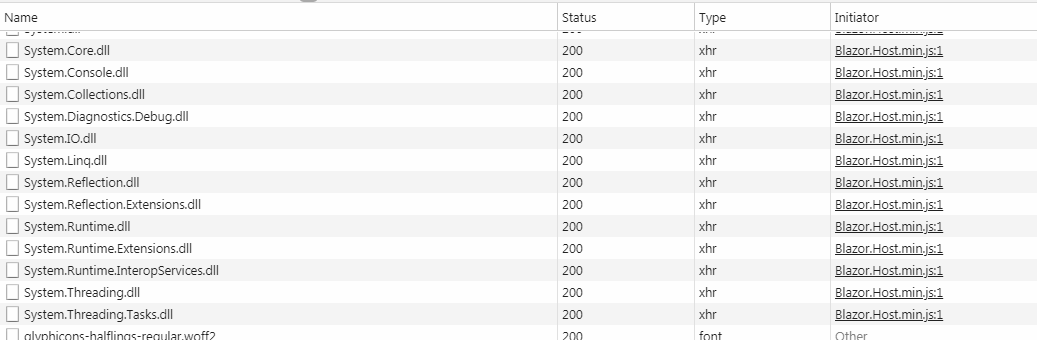 Name Status Type Initiator
System.Core.dll 200 xhr Blazor.Host.min.js:1
System.Console.dll 200 xhr Blazor.Host.min.js:1
System.Collections.dll 200 xhr Blazor.Host.min.js:1
System.Diagnostics.Debug.dll 200 xhr Blazor.Host.min.js:1
System.IO.dll 200 xhr Blazor.Host.min.js:1
System.Linq.dll 200 xhr Blazor.Host.min.js:1
System.Reflection.dll 200 xhr Blazor.Host.min.js:1
System.Reflection.Extensions.dll 200 xhr Blazor.Host.min.js:1
System.Runtime.dll 200 xhr Blazor.Host.min.js:1
System.Runtime.Extensions.dll 200 xhr Blazor.Host.min.js:1
System.Runtime.InteropServices.dll 200 xhr Blazor.Host.min.js:1
System.Threading.dll 200 xhr Blazor.Host.min.js:1
System.Threading.Tasks.dll 200 xhr Blazor.Host.min.js:1
glyphicons-halflings-regular.woff2 200 font Other